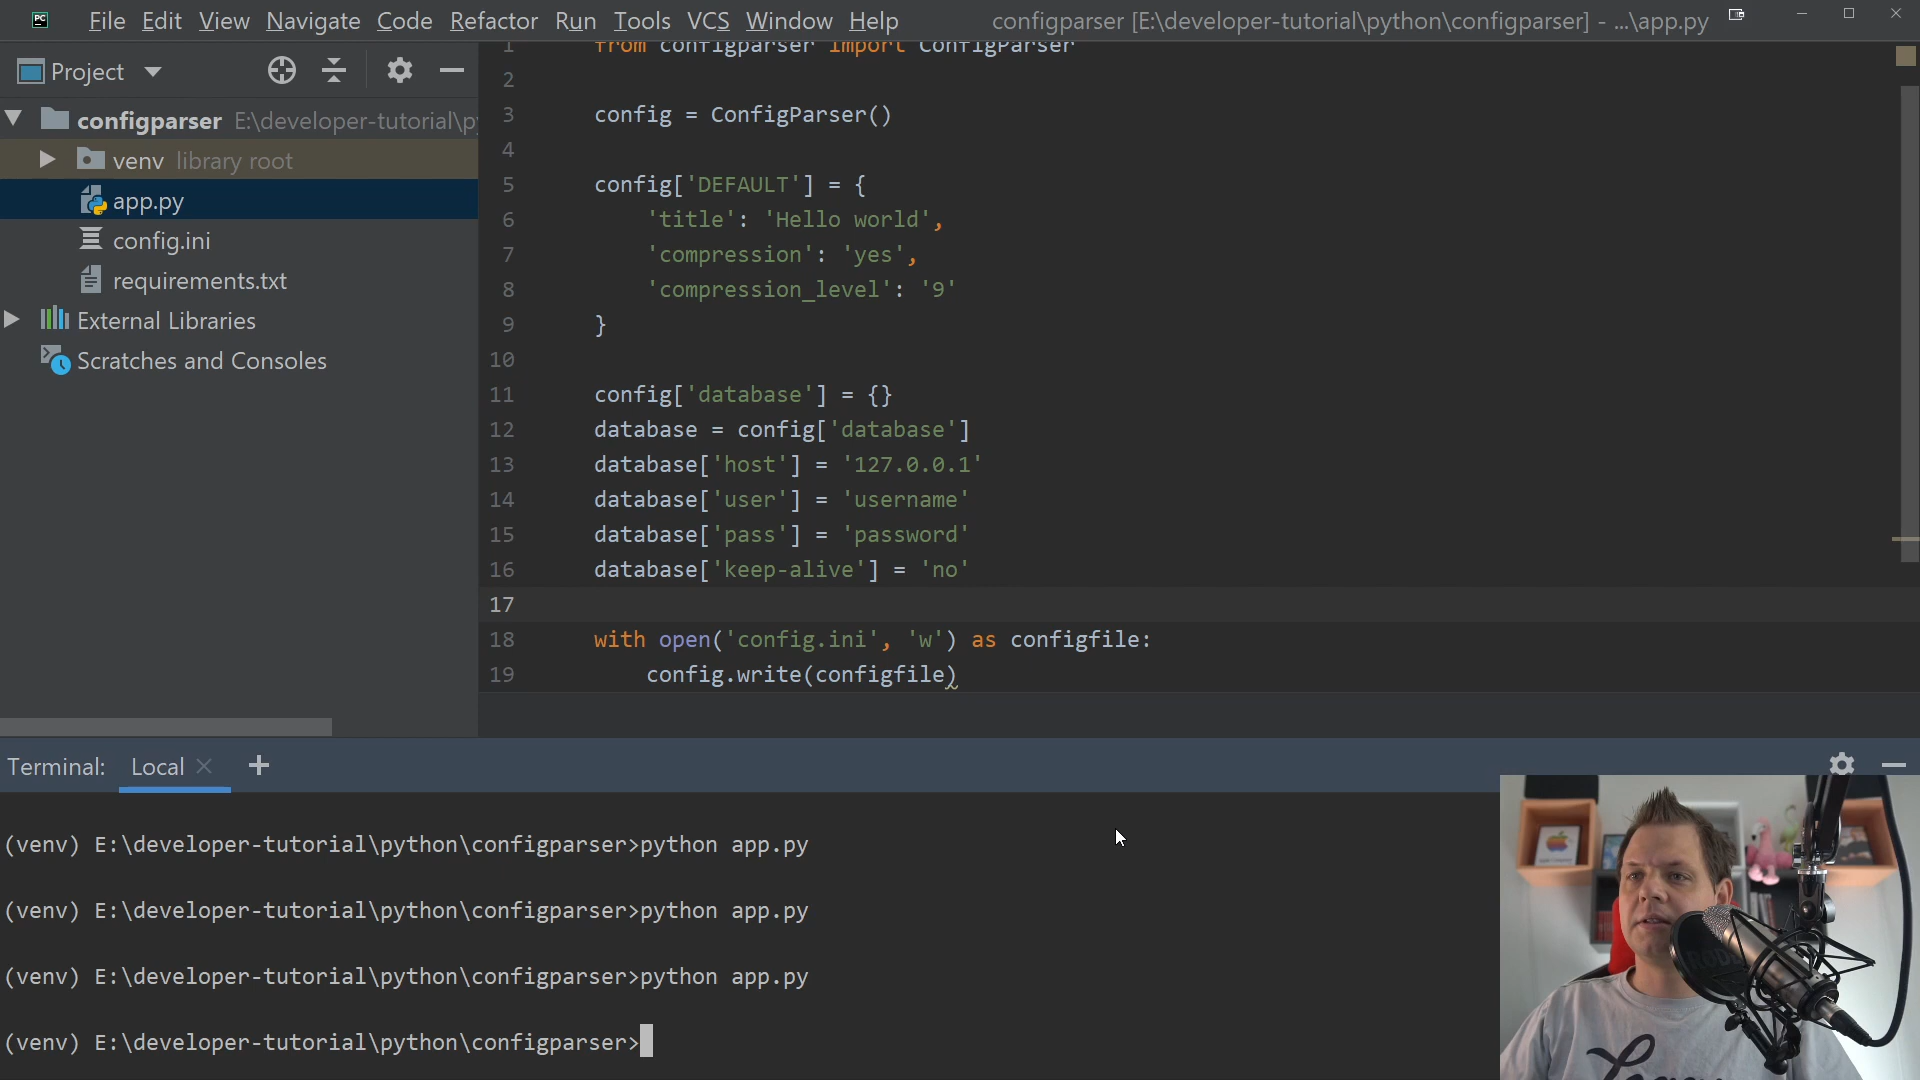 PC File Edit View Navigate Code Refactor Run Tools VCS Window Help configparser [E:\developer-tutorial\python\configparser] - ...\app.py
Project
configparser E:\developer-tutorial\p
venv library root
app.py
config.ini
requirements.txt
External Libraries
Scratches and Consoles
1 from configparser import ConfigParser
2
3 config = ConfigParser()
4
5 config['DEFAULT'] = {
6 'title': 'Hello world',
7 'compression': 'yes',
8 'compression_level': '9'
9 }
10
11 config['database'] = {}
12 database = config['database']
13 database['host'] = '127.0.0.1'
14 database['user'] = 'username'
15 database['pass'] = 'password'
16 database['keep-alive'] = 'no'
17
18 with open('config.ini', 'w') as configfile:
19 config.write(configfile)
Terminal: Local
(venv) E:\developer-tutorial\python\configparser>python app.py
(venv) E:\developer-tutorial\python\configparser>python app.py
(venv) E:\developer-tutorial\python\configparser>python app.py
(venv) E:\developer-tutorial\python\configparser>